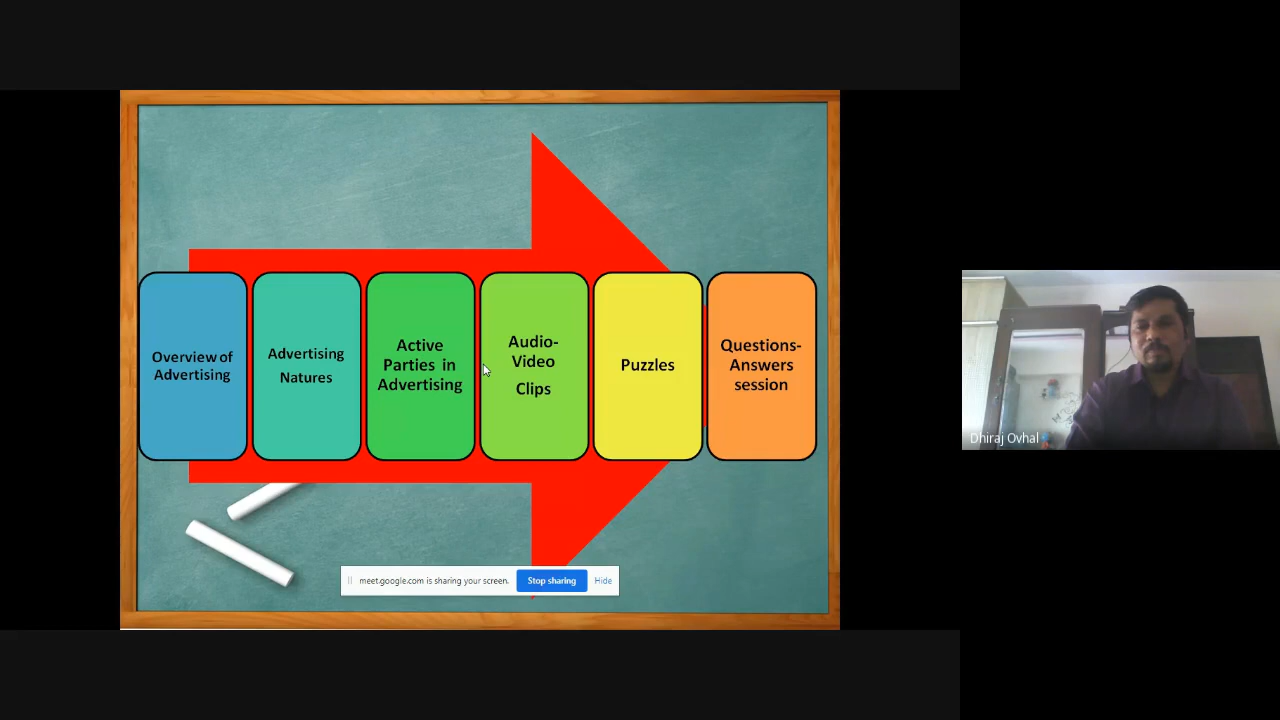 Overview of
Advertising
Advertising
Natures
Active
Parties in
Advertising
Audio-
Video
Clips
Puzzles
Questions-
Answers
session
meet.google.com is sharing your screen.
Stop sharing
Hide
Dhiraj Ovhal